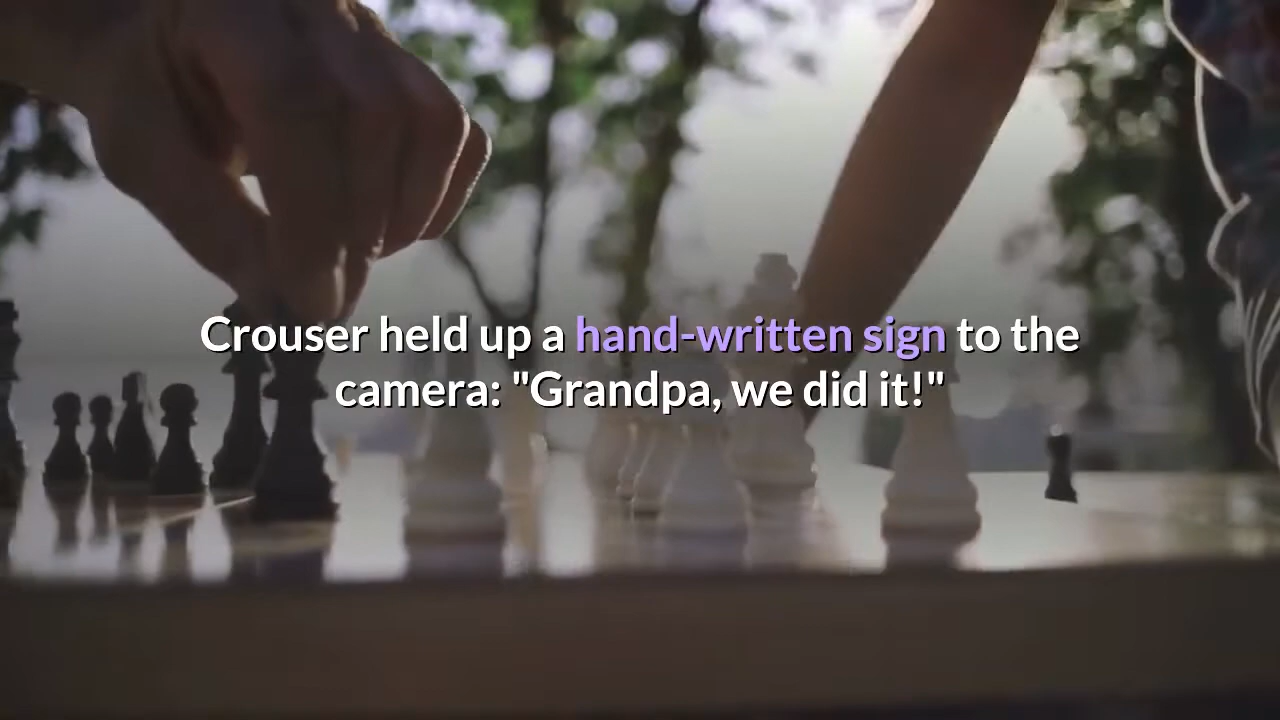 Crouser held up a hand-written sign to the
camera: "Grandpa, we did it!"